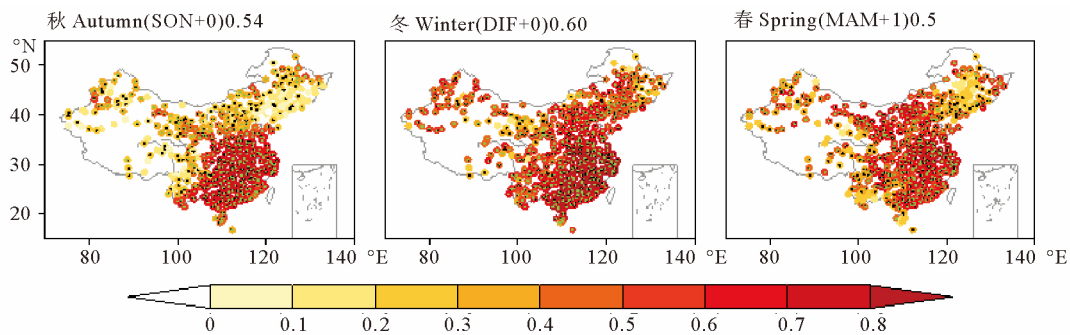 秋 Autumn(SON+0)0.54
冬 Winter(DIF+0)0.60
春 Spring(MAM+1)0.5
°N
50
40
30
20
80 100 120 140 °E
80 100 120 140 °E
80 100 120 140 °E
0 0.1 0.2 0.3 0.4 0.5 0.6 0.7 0.8